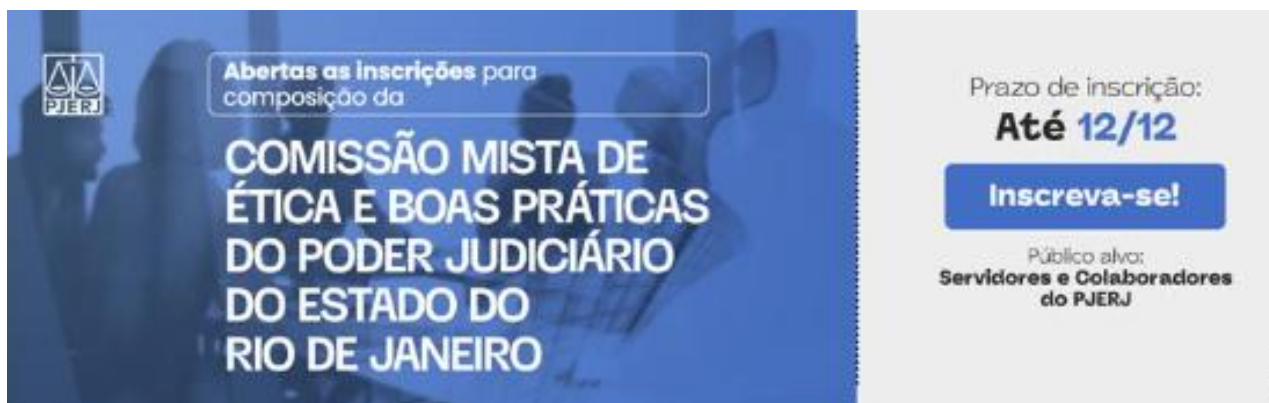 PJERJ
Abertas as inscrições para
composição da
COMISSÃO MISTA DE
ÉTICA E BOAS PRÁTICAS
DO PODER JUDICIÁRIO
DO ESTADO DO
RIO DE JANEIRO
Prazo de inscrição:
Até 12/12
Inscreva-se!
Público alvo:
Servidores e Colaboradores
do PJERJ